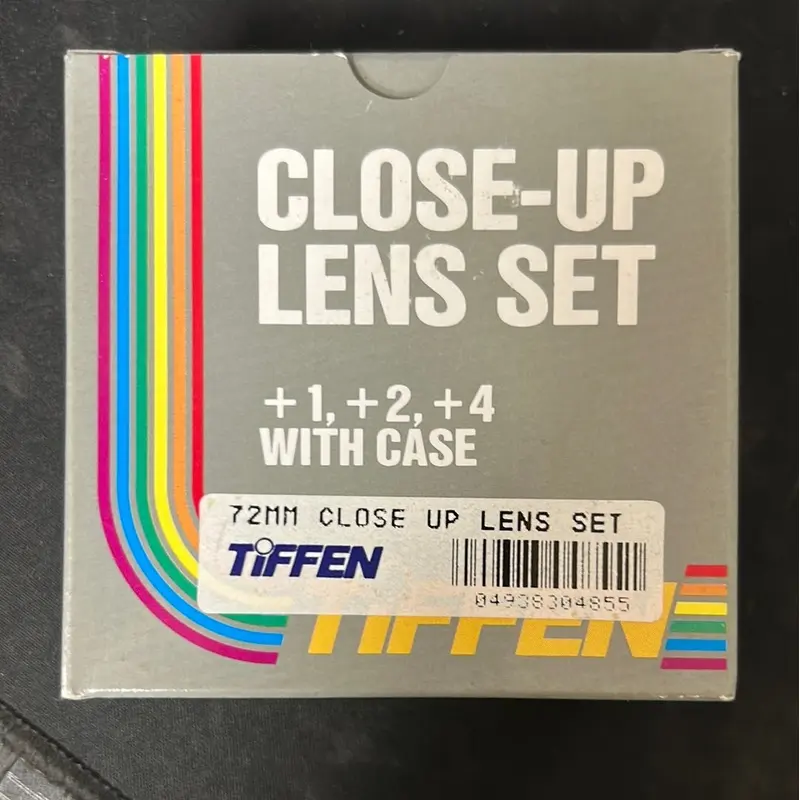 CLOSE-UP
LENS SET
+1, +2, +4
WITH CASE
72MM CLOSE UP LENS SET
TIFFEN
04938304855
TIFFEN